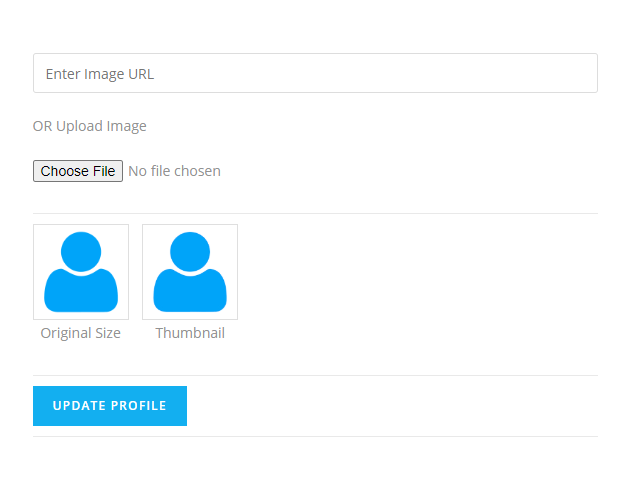 Enter Image URL
OR Upload Image
Choose File No file chosen
Original Size Thumbnail
UPDATE PROFILE